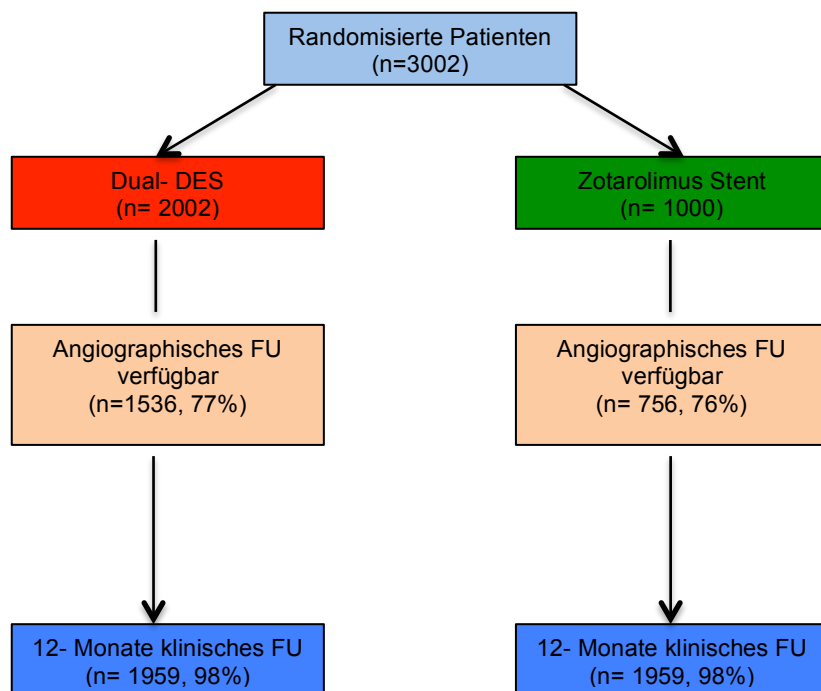 Randomisierte Patienten
(n=3002)
Dual- DES
(n= 2002)
Zotarolimus Stent
(n= 1000)
Angiographisches FU
verfügbar
(n=1536, 77%)
Angiographisches FU
verfügbar
(n= 756, 76%)
12- Monate klinisches FU
(n= 1959, 98%)
12- Monate klinisches FU
(n= 1959, 98%)